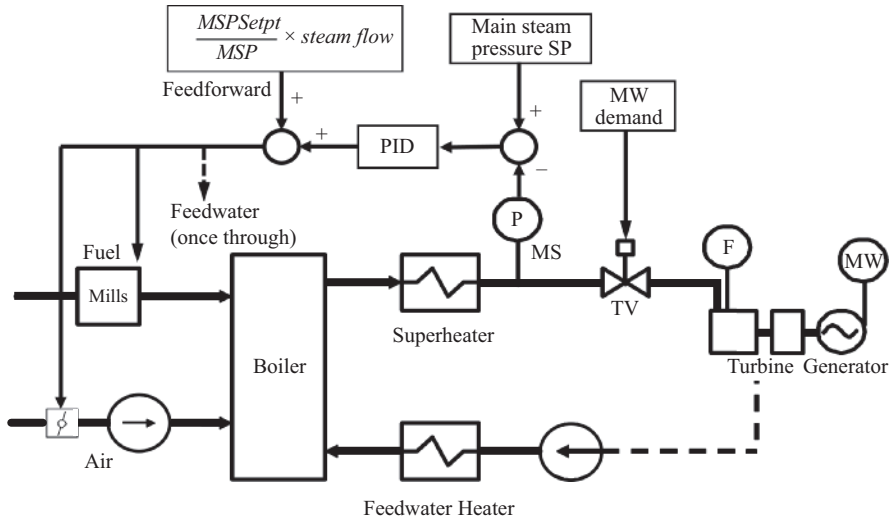 MSPSetpt
MSP
× steam flow
Main steam
pressure SP
MW
demand
Feedforward
+
+
+
−
PID
Feedwater
(once through)
P
MS
F
MW
Fuel
Mills
Boiler
Superheater
TV
Turbine
Generator
Air
Feedwater Heater